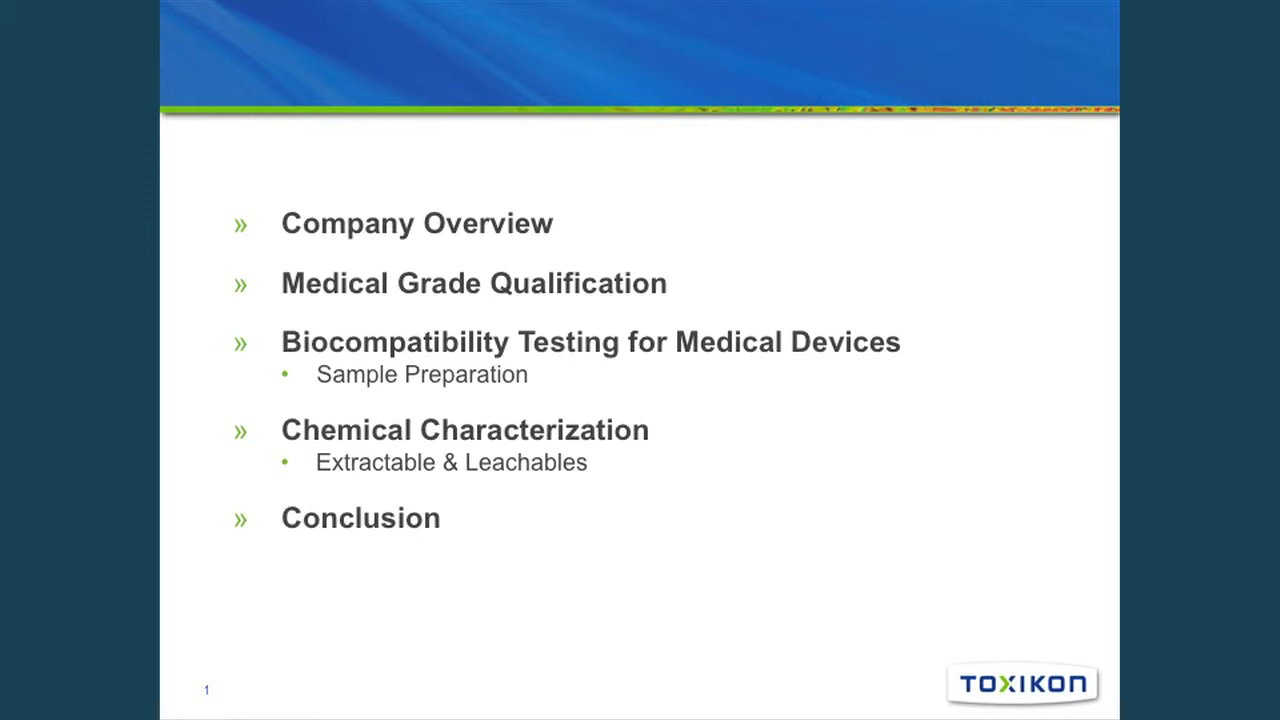 » Company Overview
» Medical Grade Qualification
» Biocompatibility Testing for Medical Devices
• Sample Preparation
» Chemical Characterization
• Extractable & Leachables
» Conclusion
1
TOXIKON